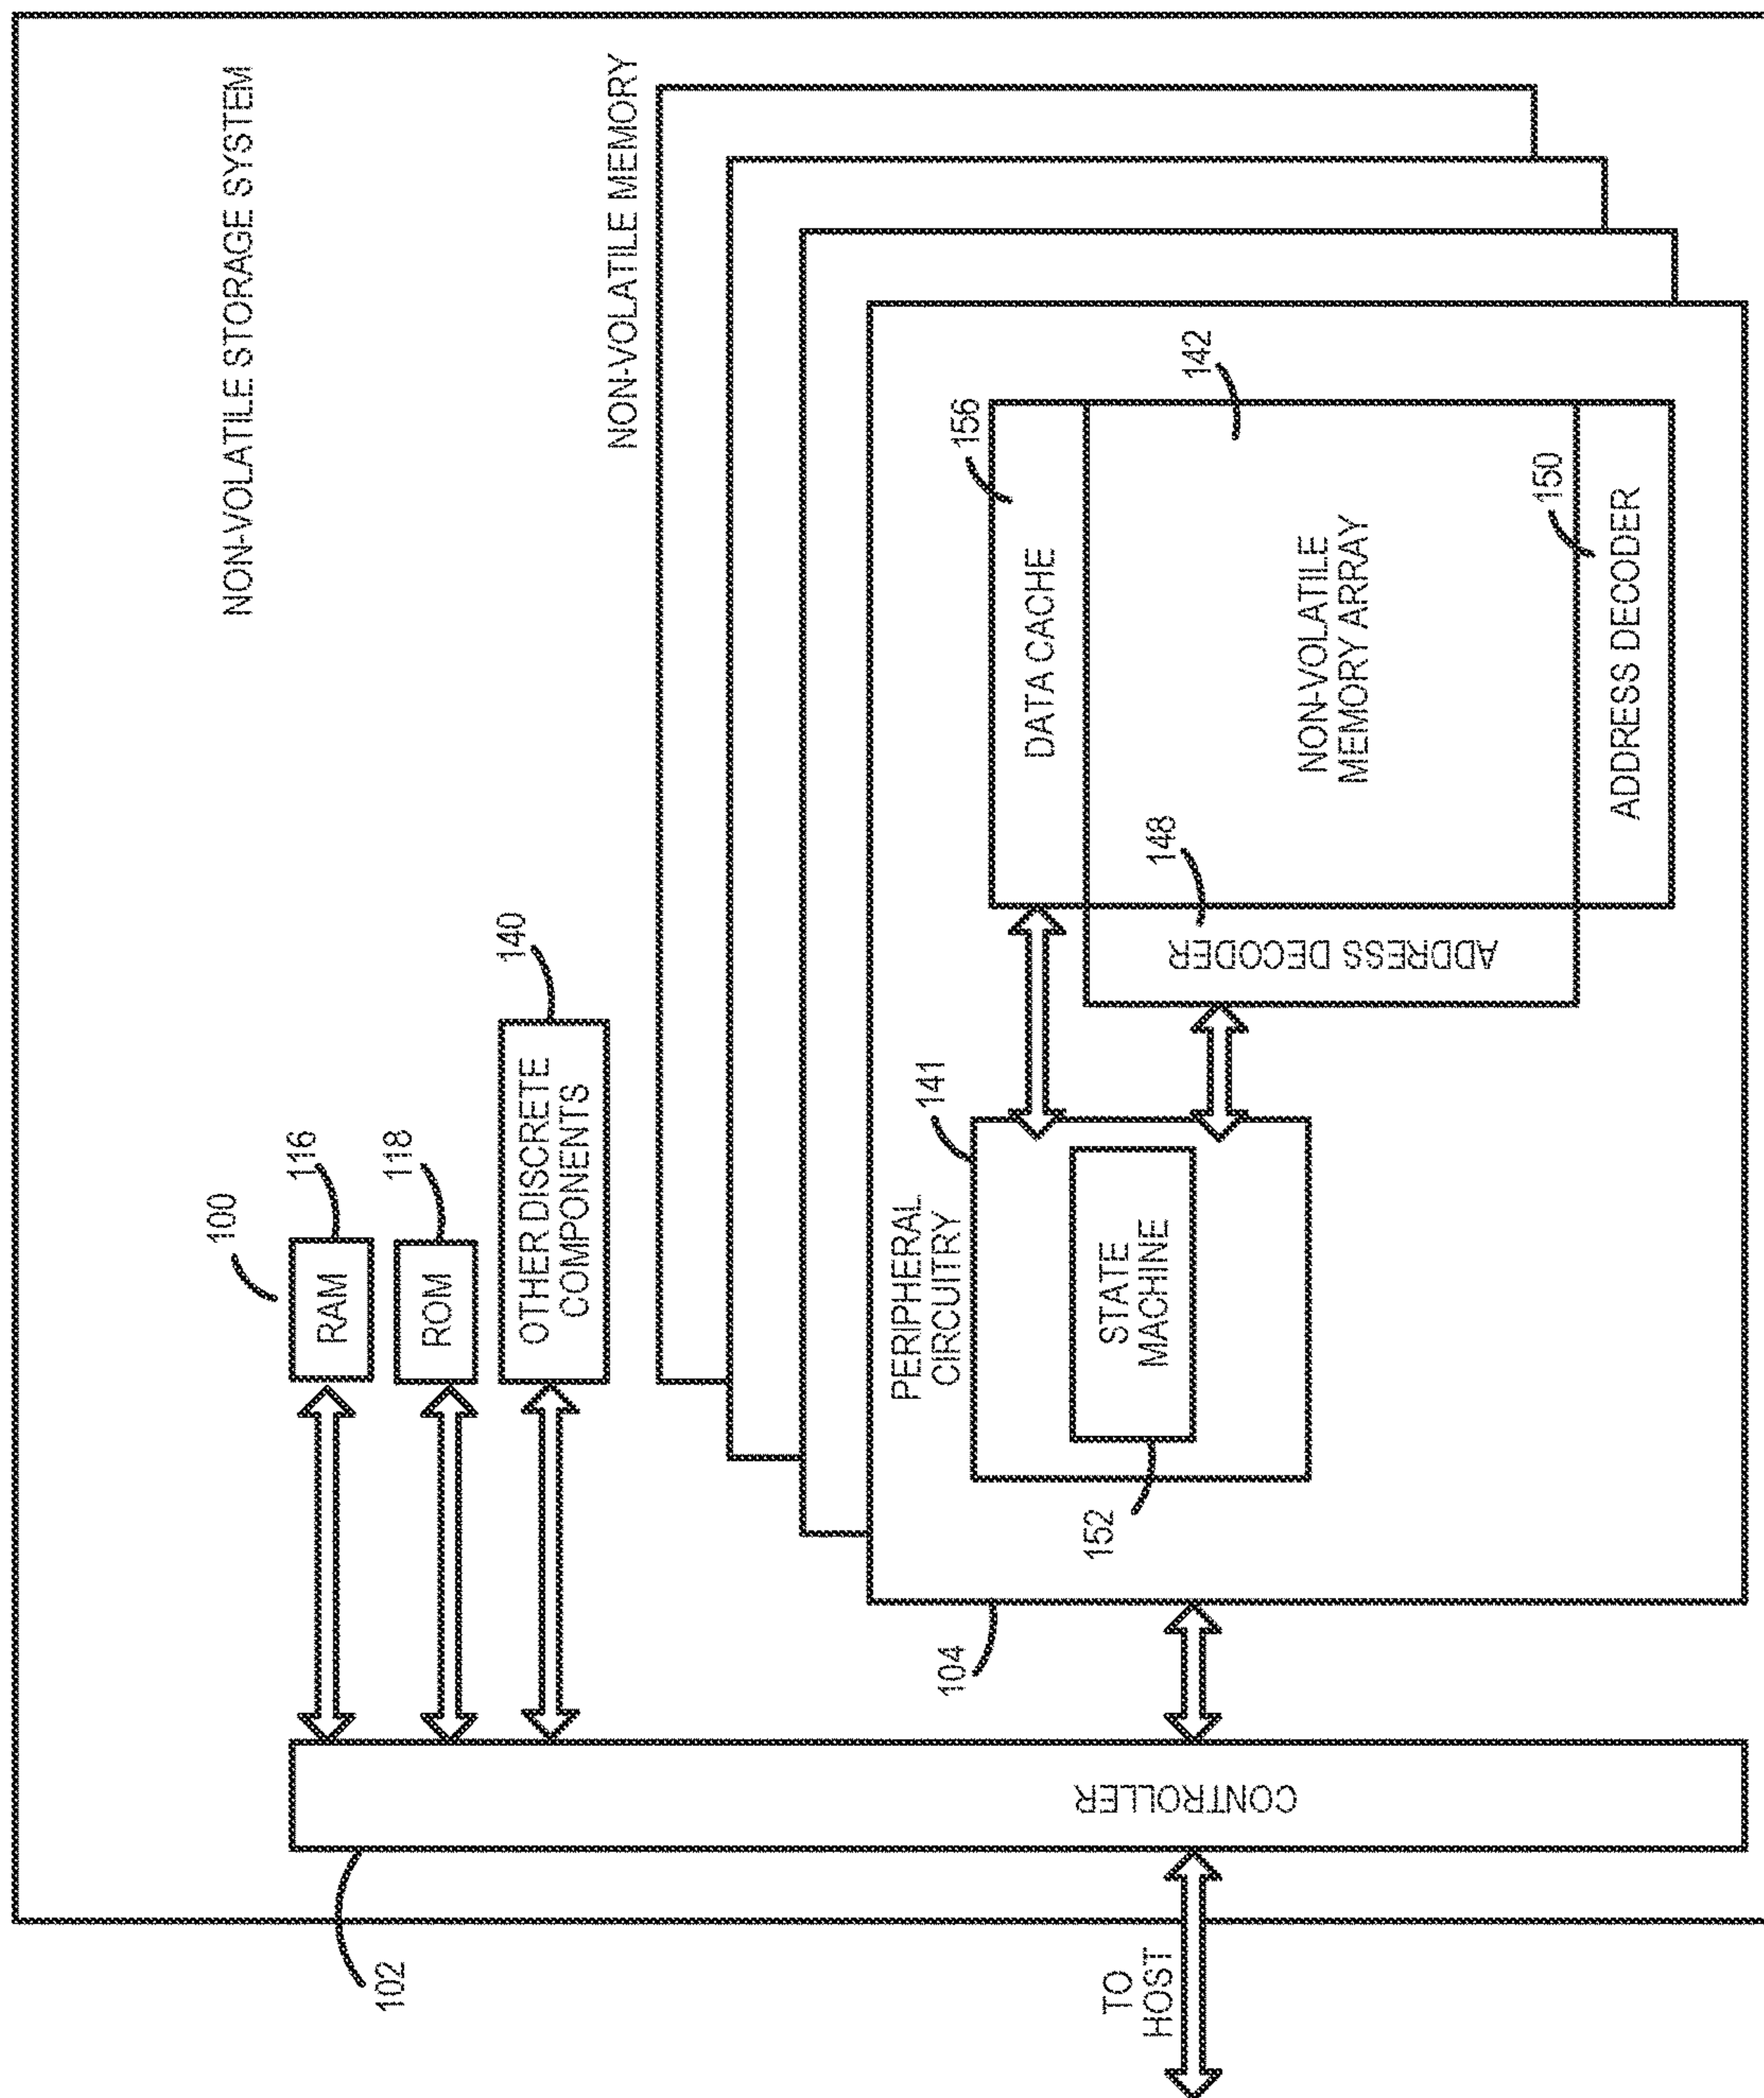 NON-VOLATILE STORAGE SYSTEM
100
116
RAM
118
ROM
140
OTHER DISCRETE
COMPONENTS
NON-VOLATILE MEMORY
102
CONTROLLER
TO
HOST
104
PERIPHERAL
CIRCUITRY
141
STATE
MACHINE
152
156
DATA CACHE
142
NON-VOLATILE
MEMORY ARRAY
148
ADDRESS DECODER
150
ADDRESS DECODER